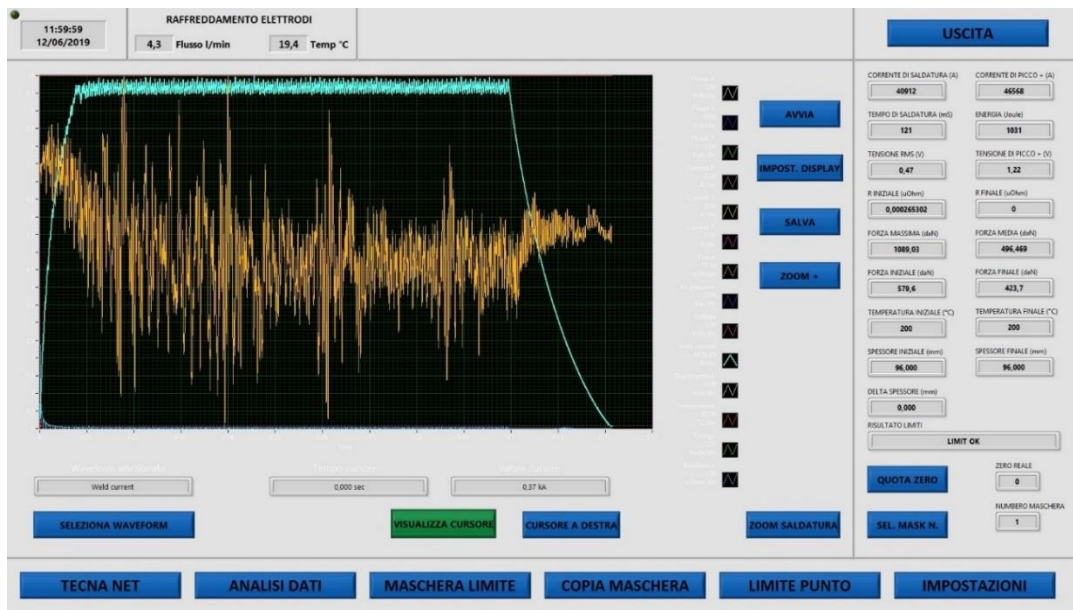 11:59:59
12/06/2019
RAFFREDDAMENTO ELETTRODI
4,3 Flusso l/min 19,4 Temp °C
USCITA
CORRENTE DI SALDATURA (A) CORRENTE DI PICCO + (A)
40912 46568
TEMPO DI SALDATURA (mS) ENERGIA (Joule)
121 1031
TENSIONE RMS (V) TENSIONE DI PICCO + (V)
0,47 1,22
R INIZIALE (uOhm) R FINALE (uOhm)
0,000265302 0
FORZA MASSIMA (daN) FORZA MEDIA (daN)
1089,03 496,469
FORZA INIZIALE (daN) FORZA FINALE (daN)
579,6 423,7
TEMPERATURA INIZIALE (°C) TEMPERATURA FINALE (°C)
200 200
SPESSORE INIZIALE (mm) SPESSORE FINALE (mm)
96,000 96,000
DELTA SPESSORE (mm)
0,000
RISULTATO LIMITI
LIMIT OK
QUOTA ZERO
ZERO REALE
0
SEL. MASK N.
NUMBERO MASCHERA
1
AVVIA
IMPOST. DISPLAY
SALVA
ZOOM +
Waveform selezionata Tempo cursore Valore cursore
Weld current 0,000 sec 0,37 kA
SELEZIONA WAVEFORM VISUALIZZA CURSORE CURSORE A DESTRA ZOOM SALDATURA
TECNA NET ANALISI DATI MASCHERA LIMITE COPIA MASCHERA LIMITE PUNTO IMPOSTAZIONI